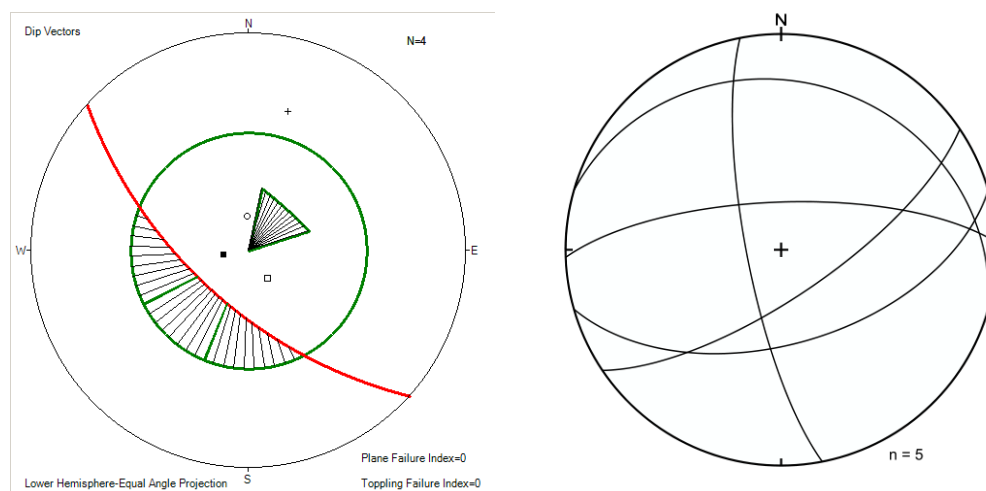 Dip Vectors
N
N=4
W
E
S
Plane Failure Index=0
Lower Hemisphere-Equal Angle Projection
Toppling Failure Index=0
N
n = 5